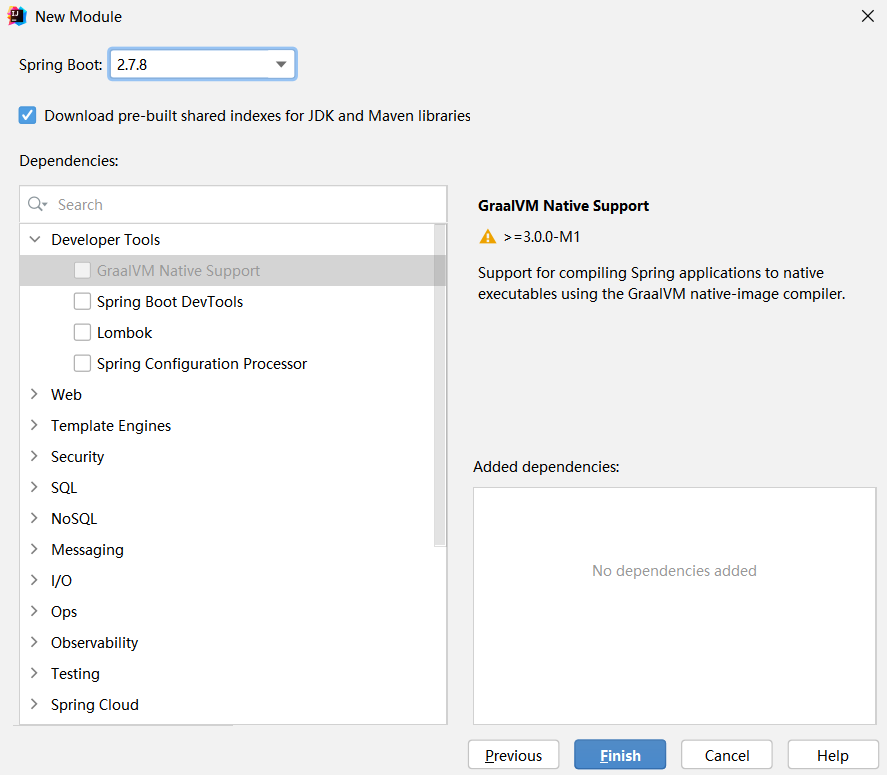 New Module
Spring Boot: 2.7.8
Download pre-built shared indexes for JDK and Maven libraries
Dependencies:
Search
Developer Tools
GraalVM Native Support
Spring Boot DevTools
Lombok
Spring Configuration Processor
Web
Template Engines
Security
SQL
NoSQL
Messaging
I/O
Ops
Observability
Testing
Spring Cloud
GraalVM Native Support
>=3.0.0-M1
Support for compiling Spring applications to native
executables using the GraalVM native-image compiler.
Added dependencies:
No dependencies added
Previous Finish Cancel Help